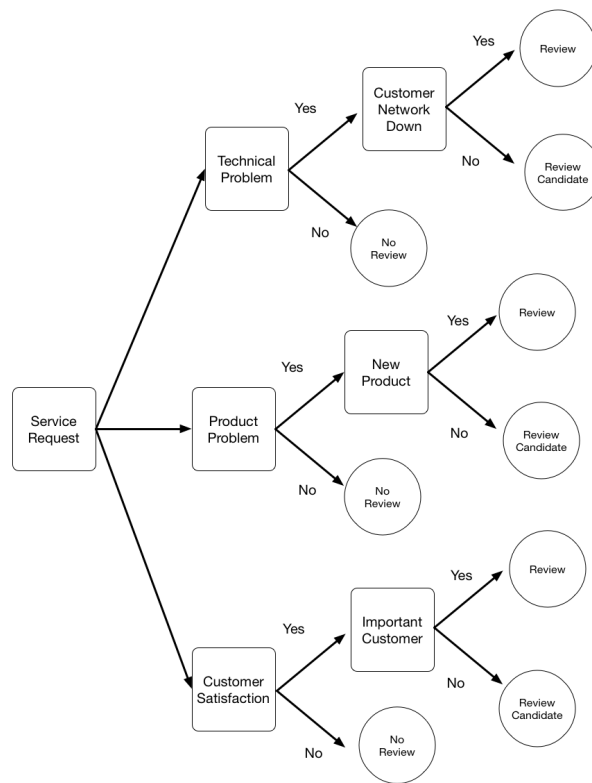 Yes
Review
Customer
Network
Down
Yes
No
Review
Candidate
Technical
Problem
No
No
Review
Yes
Review
Yes
New
Product
No
Review
Candidate
Service
Request
Product
Problem
No
No
Review
Yes
Review
Yes
Important
Customer
No
Review
Candidate
Customer
Satisfaction
No
No
Review